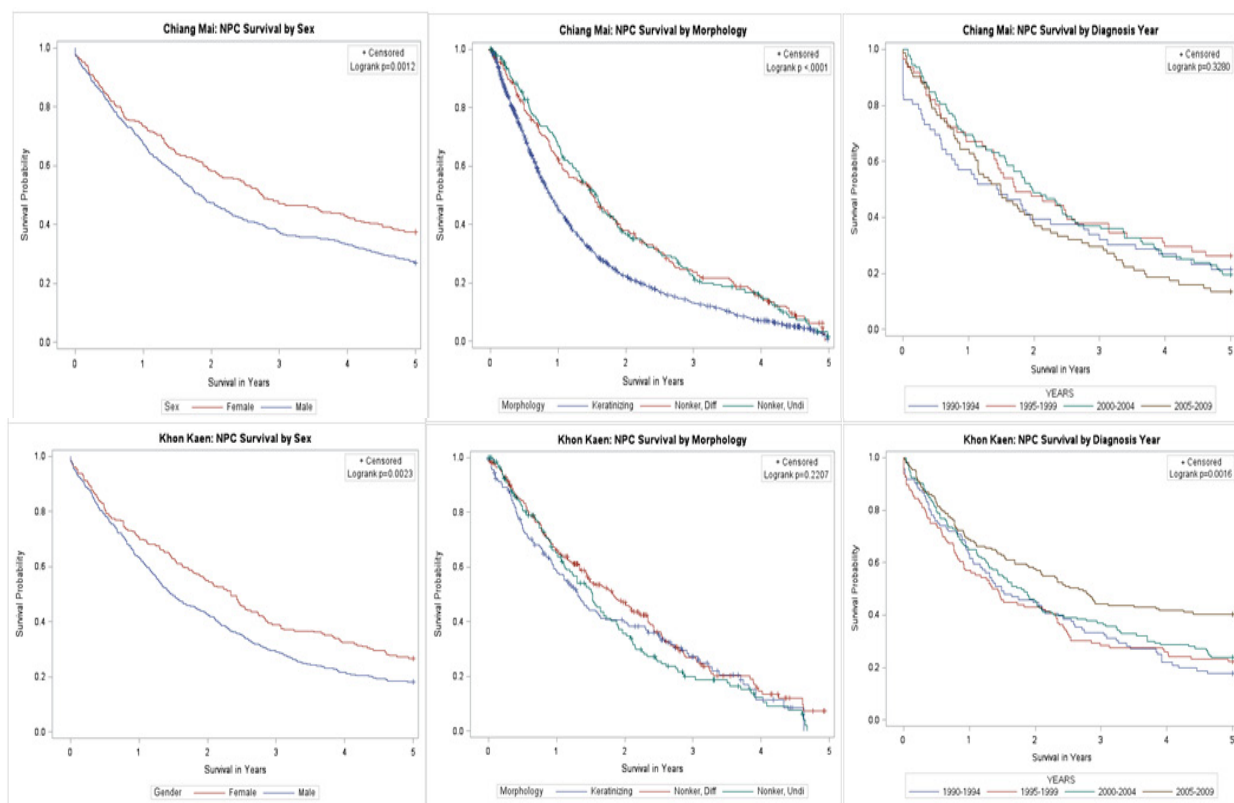 Chiang Mai: NPC Survival by Sex
+ Censored
Logrank p=0.0012
1.0
0.8
0.6
0.4
0.2
0.0
Survival Probability
0 1 2 3 4 5
Survival in Years
Sex Female Male
Chiang Mai: NPC Survival by Morphology
+ Censored
Logrank p <.0001
1.0
0.8
0.6
0.4
0.2
0.0
Survival Probability
0 1 2 3 4 5
Survival in Years
Morphology Keratinizing Nonker, Diff Nonker, Undi
Chiang Mai: NPC Survival by Diagnosis Year
+ Censored
Logrank p=0.3280
1.0
0.8
0.6
0.4
0.2
0.0
Survival Probability
0 1 2 3 4 5
Survival in Years
YEARS
1990-1994 1995-1999 2000-2004 2005-2009
Khon Kaen: NPC Survival by Sex
+ Censored
Logrank p=0.0023
1.0
0.8
0.6
0.4
0.2
0.0
Survival Probability
0 1 2 3 4 5
Survival in Years
Gender Female Male
Khon Kaen: NPC Survival by Morphology
+ Censored
Logrank p=0.2207
1.0
0.8
0.6
0.4
0.2
0.0
Survival Probability
0 1 2 3 4 5
Survival in Years
Morphology Keratinizing Nonker, Diff Nonker, Undi
Khon Kaen: NPC Survival by Diagnosis Year
+ Censored
Logrank p=0.0016
1.0
0.8
0.6
0.4
0.2
0.0
Survival Probability
0 1 2 3 4 5
Survival in Years
YEARS
1990-1994 1995-1999 2000-2004 2005-2009